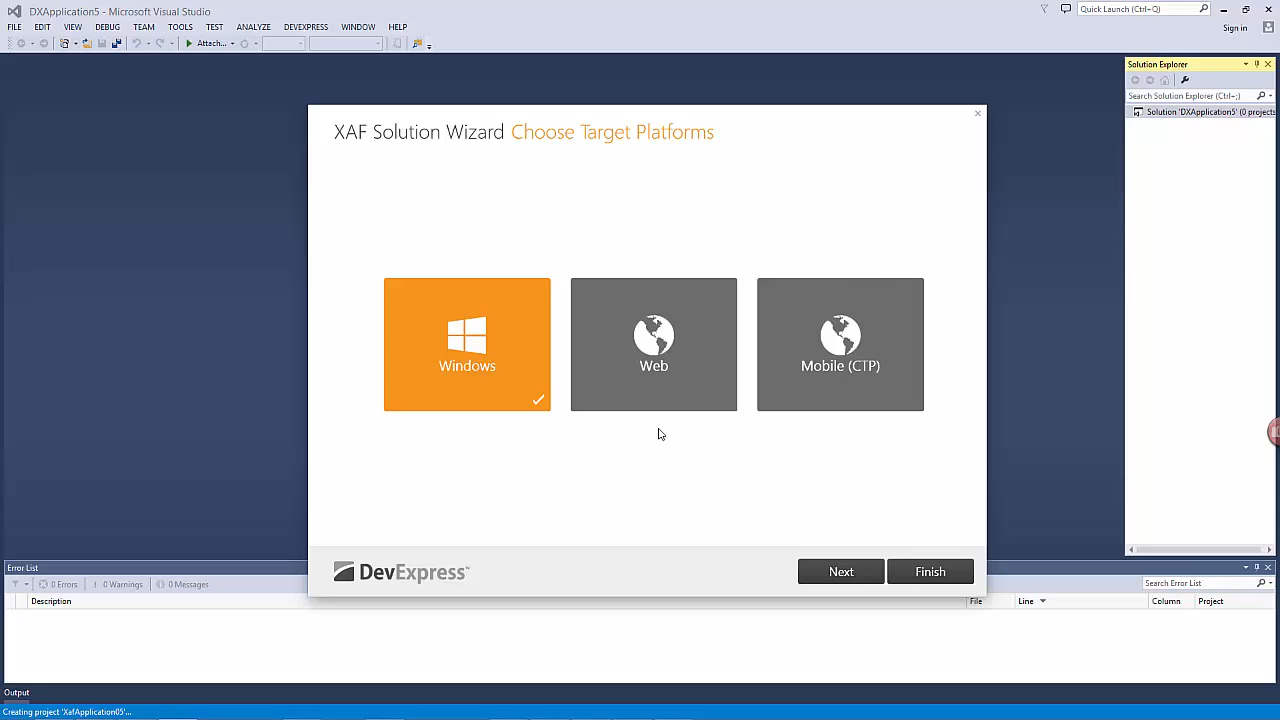 DXApplication5 - Microsoft Visual Studio
Quick Launch (Ctrl+Q)
FILE EDIT VIEW DEBUG TEAM TOOLS TEST ANALYZE DEVEXPRESS WINDOW HELP
Sign in
Attach...
Solution Explorer
Search Solution Explorer (Ctrl+;)
Solution 'DXApplication5' (0 projects
XAF Solution Wizard Choose Target Platforms
Windows
Web
Mobile (CTP)
DevExpress™
Next
Finish
Error List
0 Errors
0 Warnings
0 Messages
Search Error List
Description
File
Line
Column
Project
Output
Creating project 'XafApplication05'...